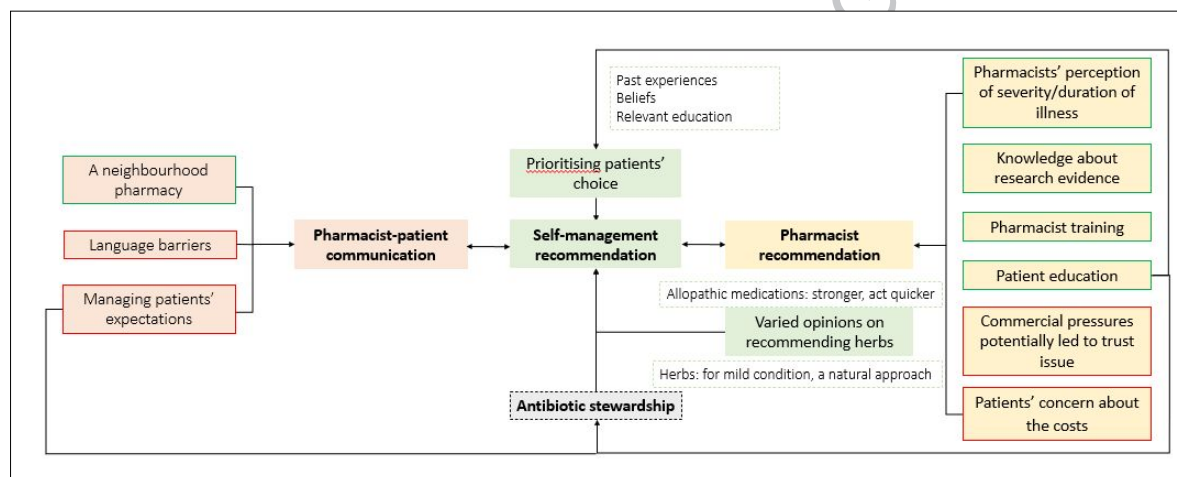 Past experiences
Beliefs
Relevant education
Pharmacists' perception
of severity/duration of
illness
A neighbourhood
pharmacy
Prioritising patients'
choice
Knowledge about
research evidence
Language barriers
Pharmacist-patient
communication
Self-management
recommendation
Pharmacist
recommendation
Pharmacist training
Managing patients'
expectations
Patient education
Allopathic medications: stronger, act quicker
Varied opinions on
recommending herbs
Commercial pressures
potentially led to trust
issue
Herbs: for mild condition, a natural approach
Antibiotic stewardship
Patients' concern about
the costs